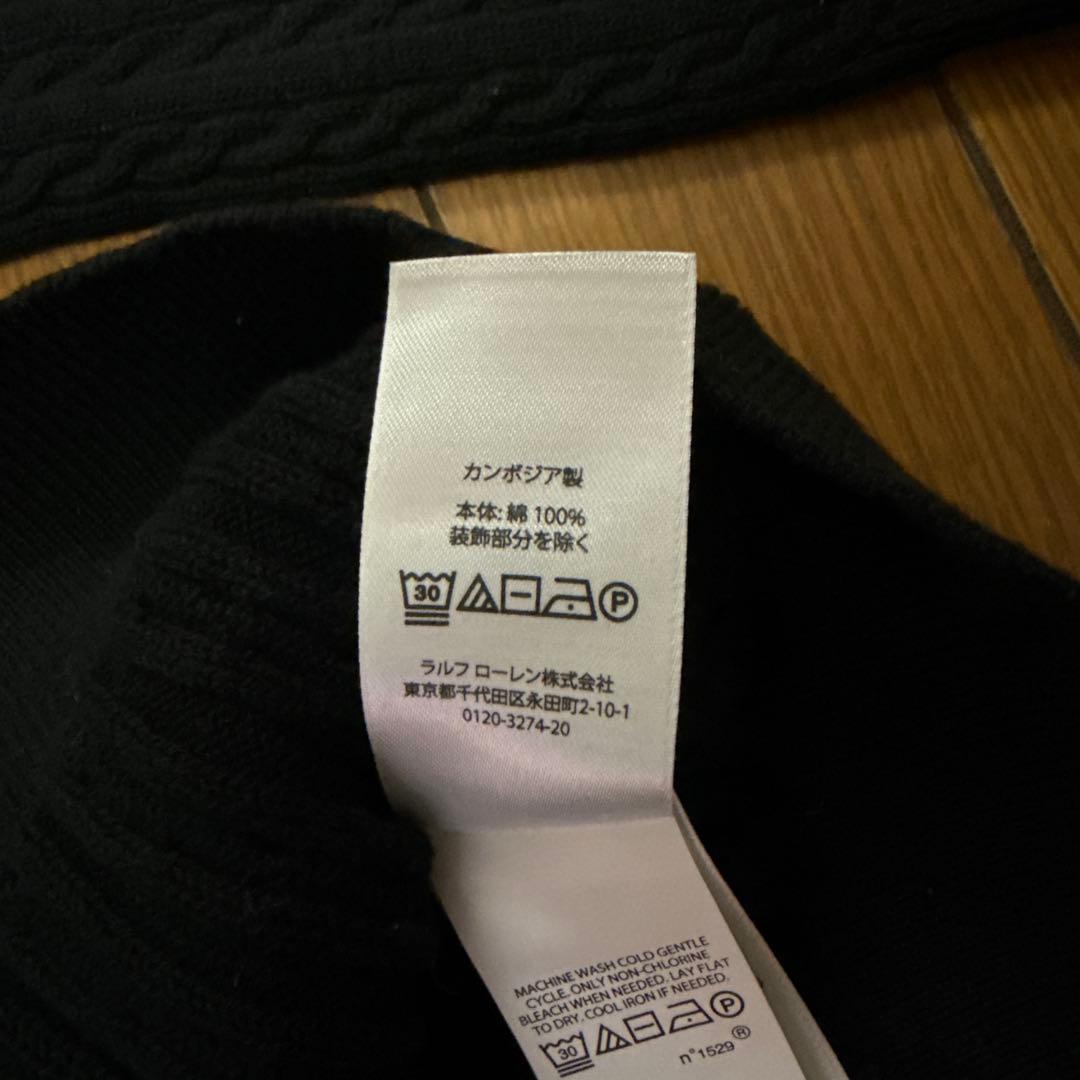 カンボジア製
本体: 綿 100%
装飾部分を除く
30 P
ラルフ ローレン株式会社
東京都千代田区永田町2-10-1
0120-3274-20
MACHINE WASH COLD GENTLE
CYCLE. ONLY NON-CHLORINE
BLEACH WHEN NEEDED. LAY FLAT
TO DRY. COOL IRON IF NEEDED.
30 P
n°1529 ®